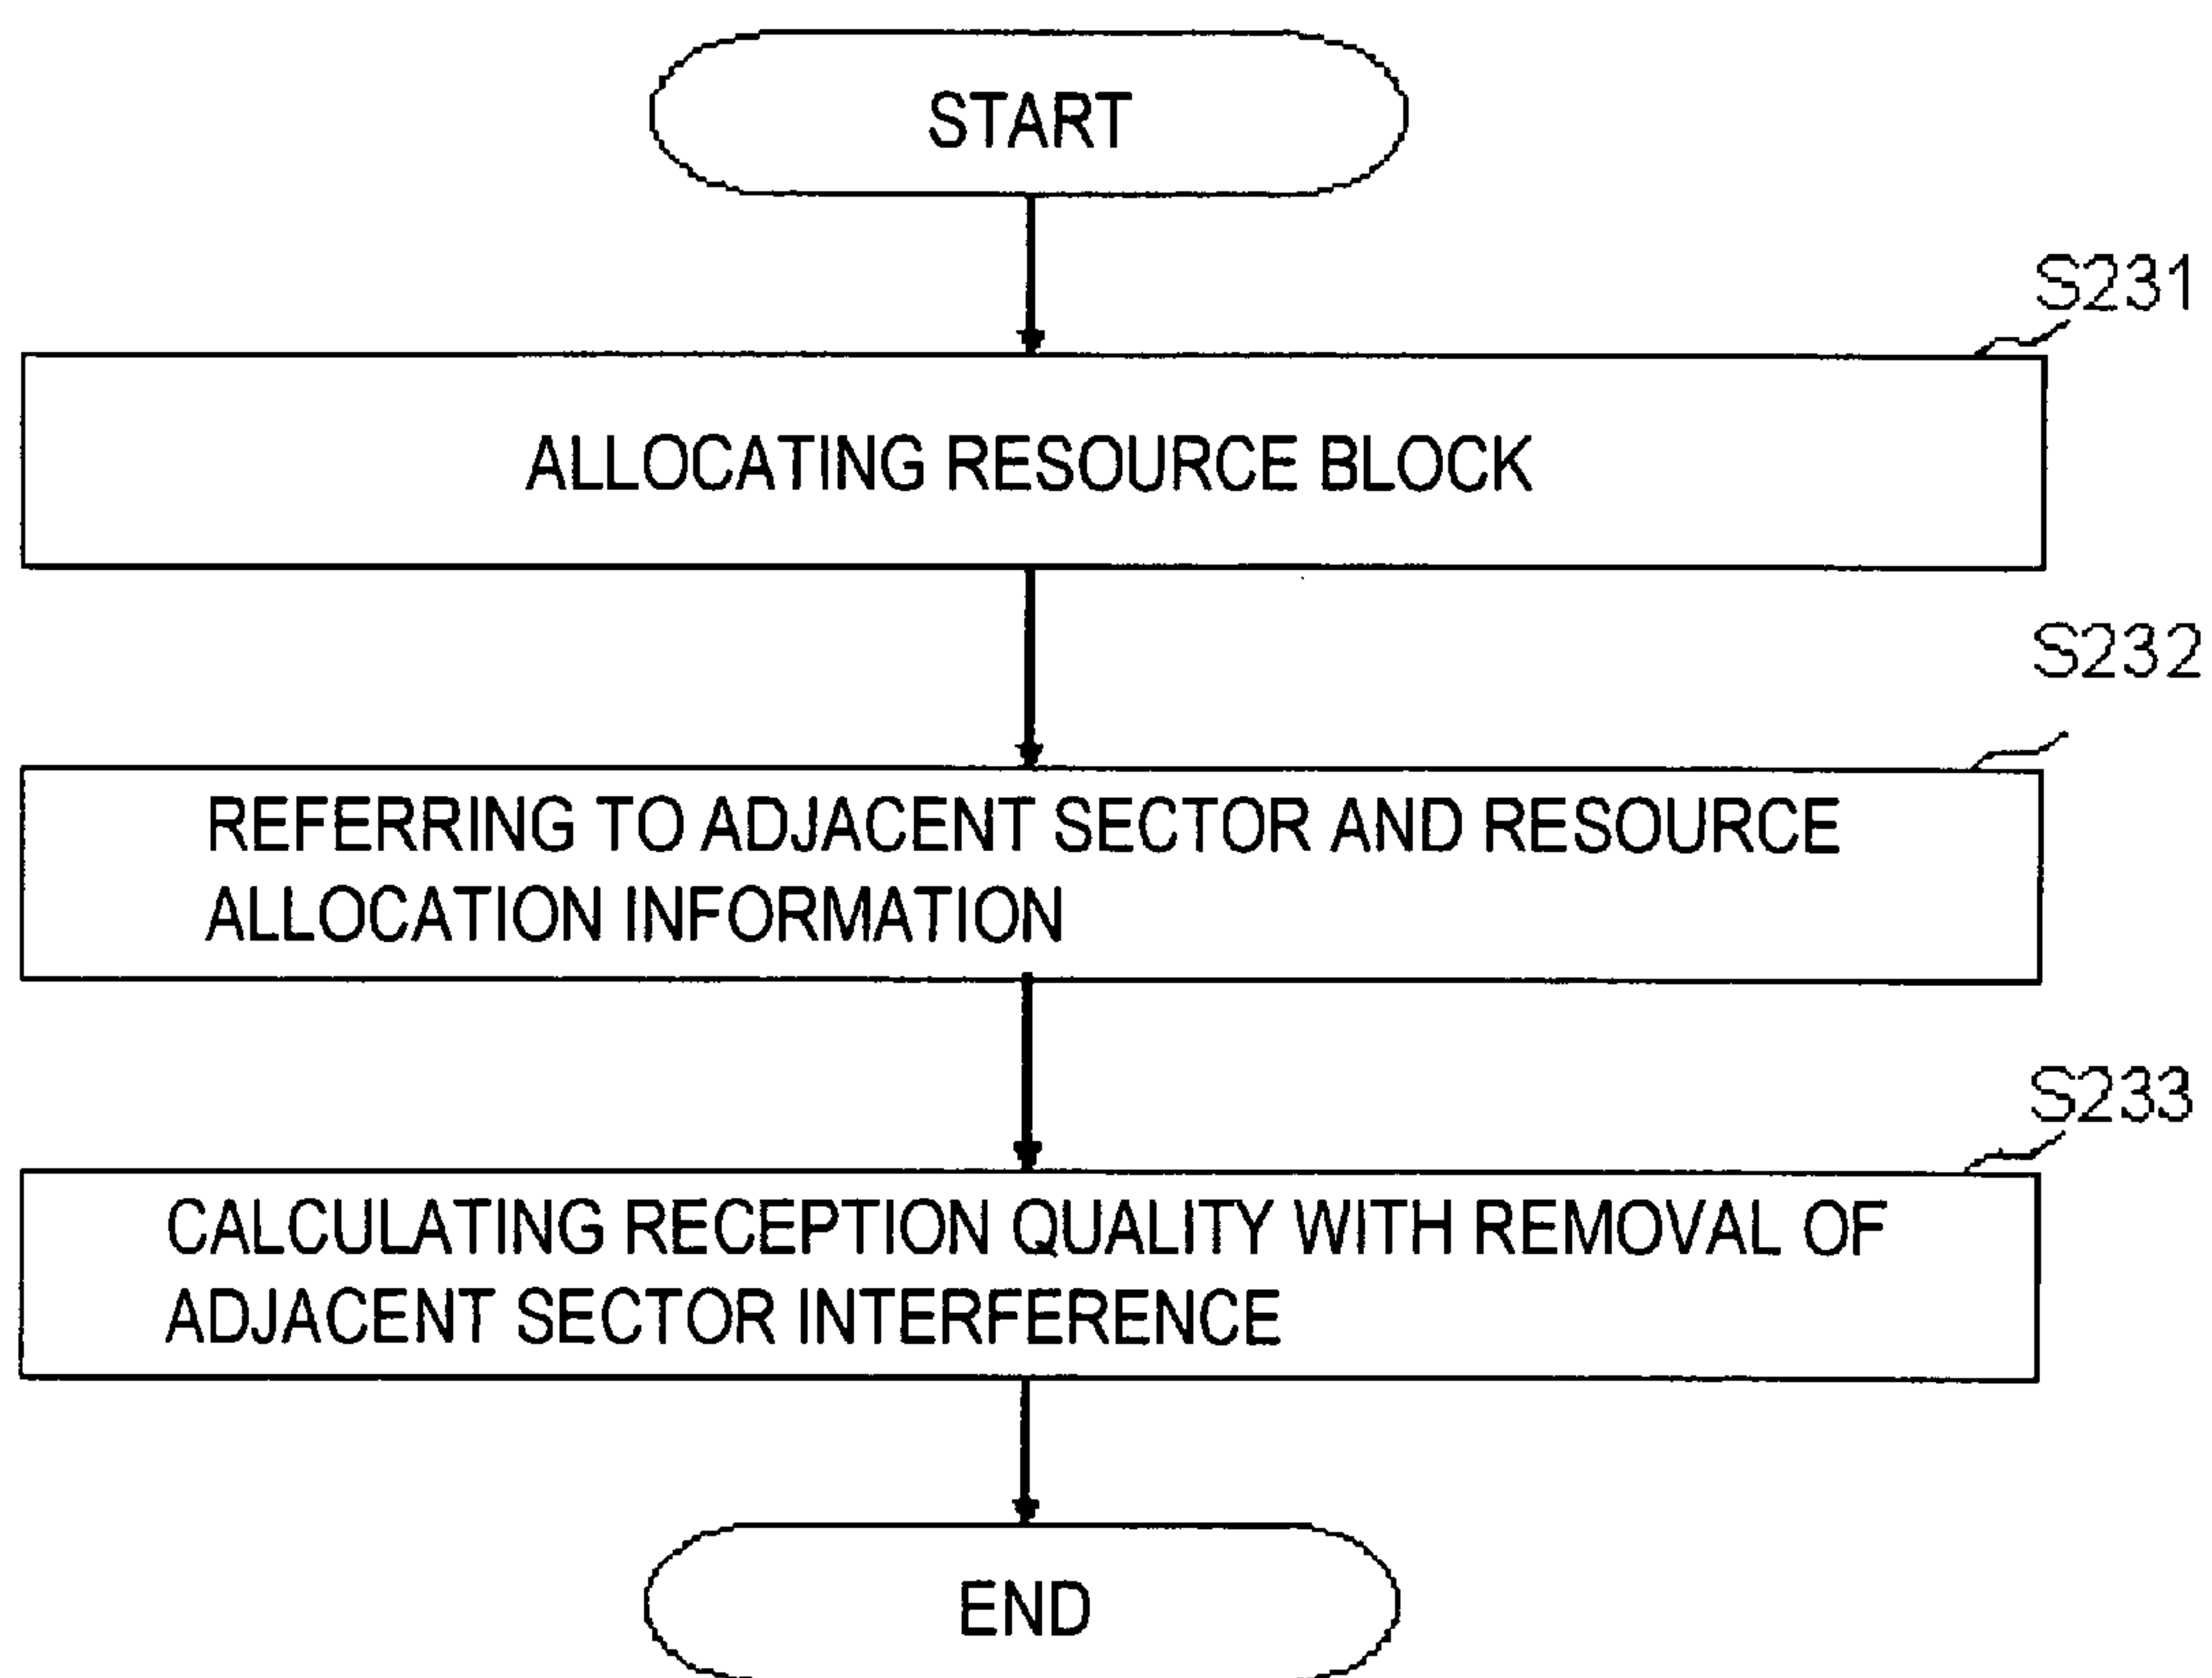 START
S231
ALLOCATING RESOURCE BLOCK
S232
REFERRING TO ADJACENT SECTOR AND RESOURCE
ALLOCATION INFORMATION
S233
CALCULATING RECEPTION QUALITY WITH REMOVAL OF
ADJACENT SECTOR INTERFERENCE
END